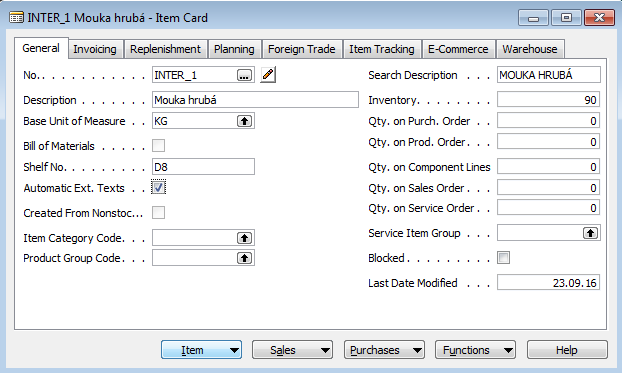 INTER_1 Mouka hrubá - Item Card
General Invoicing Replenishment Planning Foreign Trade Item Tracking E-Commerce Warehouse
No. . . . . . . . . . . INTER_1 ... Search Description . . . MOUKA HRUBÁ
Description . . . . . . . Mouka hrubá Inventory. . . . . . . . 90
Base Unit of Measure . . KG Qty. on Purch. Order . . 0
Bill of Materials . . . . . Qty. on Prod. Order . . . 0
Shelf No. . . . . . . . . D8 Qty. on Component Lines 0
Automatic Ext. Texts . . Qty. on Sales Order . . . 0
Created From Nonstoc... Qty. on Service Order . . 0
Item Category Code. . . Service Item Group . . .
Product Group Code. . . Blocked . . . . . . . . .
Last Date Modified . . . 23.09.16
Item Sales Purchases Functions Help